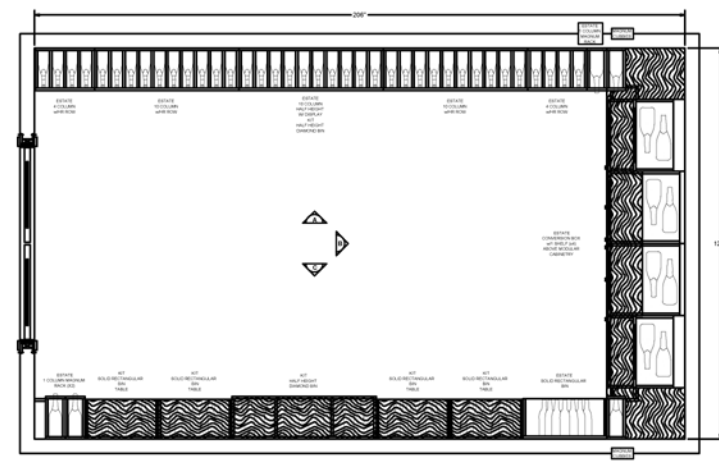 208"
ESTATE
1 COLUMN
MAGNUM
RACK
ESTATE
4 COLUMN
w/HR ROW
ESTATE
10 COLUMN
w/HR ROW
ESTATE
10 COLUMN
HALF HEIGHT
W/ DISPLAY
KIT
HALF HEIGHT
DIAMOND BIN
ESTATE
10 COLUMN
w/HR ROW
ESTATE
4 COLUMN
w/HR ROW
A
B
C
ESTATE
CONVERSION BOX
ABOVE MODULAR
CABINETRY
ESTATE
1 COLUMN MAGNUM
RACK (X2)
KIT
SOLID RECTANGULAR
BIN
TABLE
KIT
SOLID RECTANGULAR
BIN
TABLE
KIT
HALF HEIGHT
DIAMOND BIN
KIT
SOLID RECTANGULAR
BIN
TABLE
KIT
SOLID RECTANGULAR
BIN
TABLE
ESTATE
SOLID RECTANGULAR
BIN